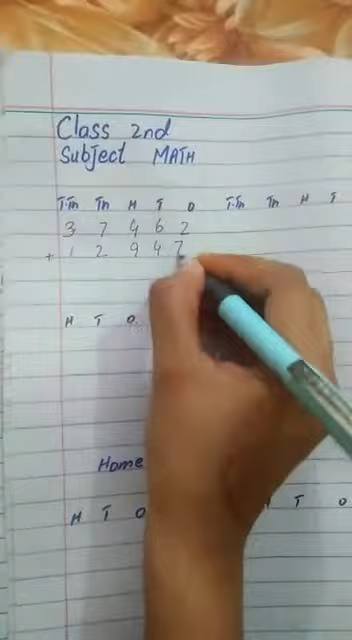 Class 2nd
Subject MATH
T.Th Th H T O T.Th Th H T
3 7 4 6 2
+ 1 2 9 4 7
H T O
Home
H T O H T O